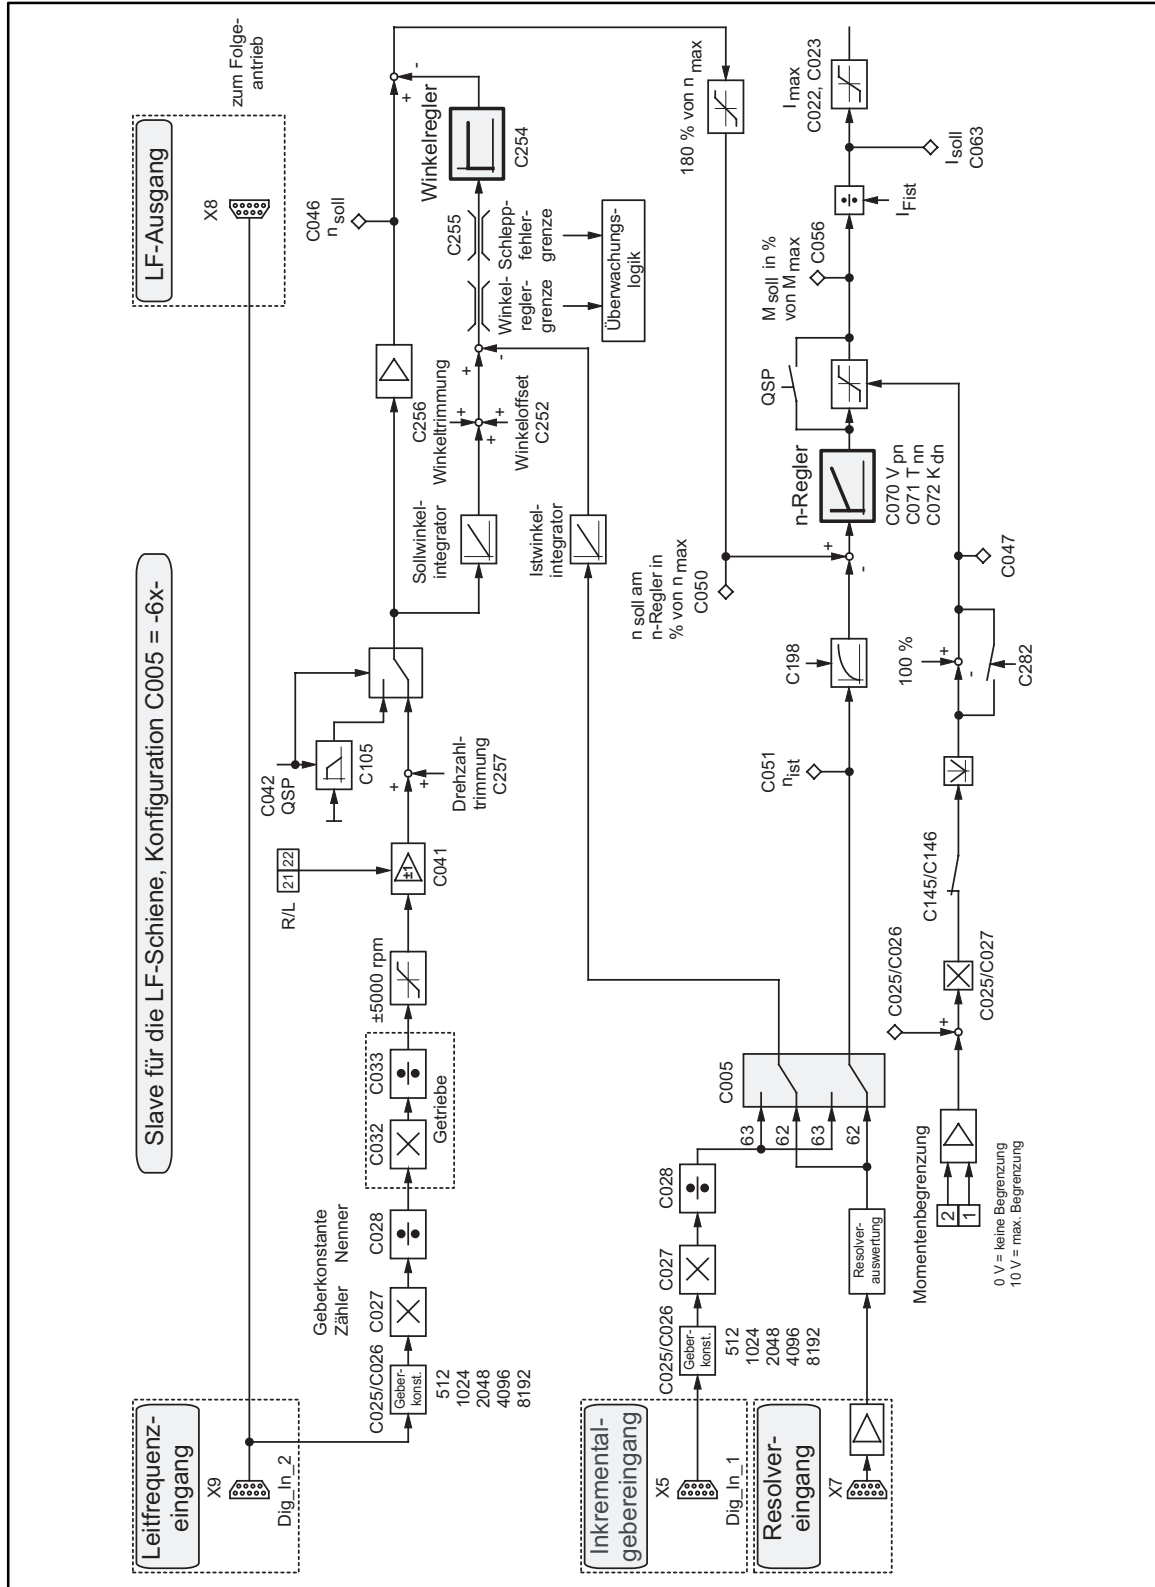 Slave für die LF-Schiene, Konfiguration C005 = -6x-
Leitfrequenz-
eingang
X9
Dig_In_2
C025/C026
Geber-
konst.
512
1024
2048
4096
8192
Geberkonstante
Zähler Nenner
C027
C028
C032
C033
Getriebe
±5000 rpm
R/L
21 22
±1
C041
C042
QSP
C105
+
+
Drehzahl-
trimmung
C257
LF-Ausgang
X8
zum Folge-
antrieb
C046
n soll
+
-
Sollwinkel-
integrator
C256
Winkeltrimmung
+
+
+
Winkeloffset
C252
+
-
Winkel-
regler-
grenze
C255
Schlepp-
fehler-
grenze
Überwachungs-
logik
Winkelregler
C254
Istwinkel-
integrator
Inkremental-
gebereingang
X5
Dig_In_1
C025/C026
Geber-
konst.
512
1024
2048
4096
8192
C027
C028
63
62
63
62
C005
Resolver-
eingang
X7
Resolver-
auswertung
C051
n ist
C198
n soll am
n-Regler in
% von n max
C050
180 % von n max
+
-
n-Regler
C070 V pn
C071 T nn
C072 K dn
QSP
M soll in %
von M max
C056
I Fist
I soll
C063
I max
C022, C023
Momentenbegrenzung
2
1
0 V = keine Begrenzung
10 V = max. Begrenzung
C025/C026
+
C025/C027
C145/C146
100 %
+
-
C282
C047